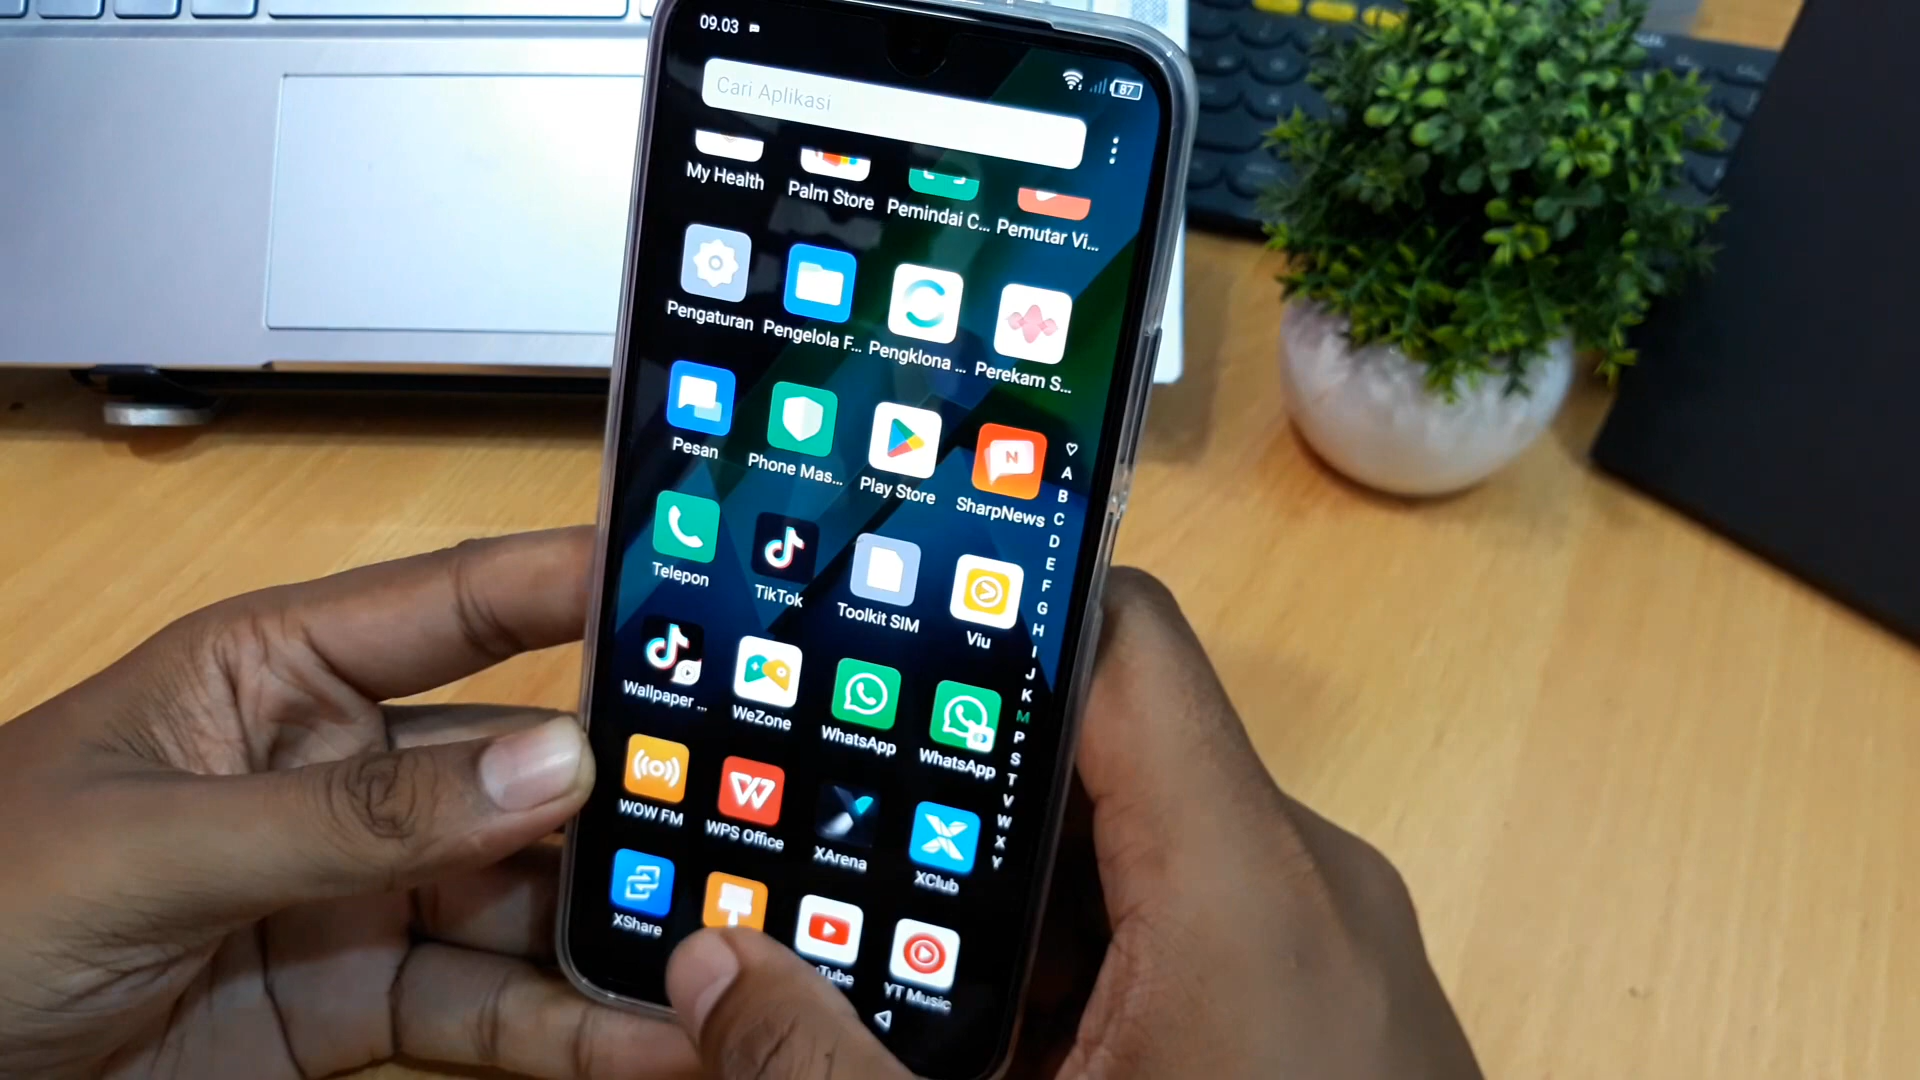 09.03
87
Cari Aplikasi
My Health
Palm Store
Pemindai C...
Pemutar Vi...
Pengaturan
Pengelola F...
Pengklona ...
Perekam S...
Pesan
Phone Mas...
Play Store
N
SharpNews
Telepon
TikTok
Toolkit SIM
Viu
Wallpaper ...
WeZone
WhatsApp
WhatsApp
WOW FM
WPS Office
XArena
XClub
XShare
Tube
YT Music
A
B
C
D
E
F
G
H
I
J
K
M
P
S
T
V
W
X
Y